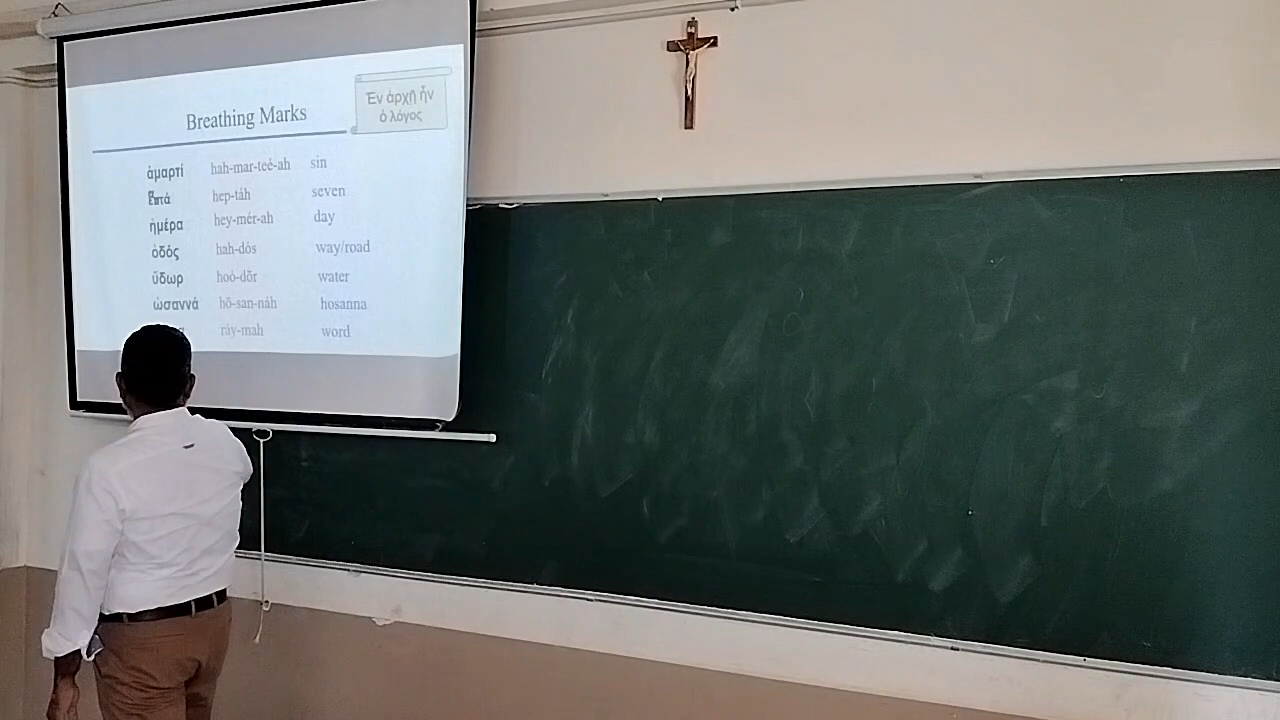 Ἐν ἀρχῇ ἦν
ὁ λόγος
Breathing Marks
ἁμαρτί hah-mar-teé-ah sin
ἑπτά hep-táh seven
ἡμέρα hey-mér-ah day
ὁδός hah-dós way/road
ὕδωρ hoó-dōr water
ὡσαννά hō-san-náh hosanna
ráy-mah word